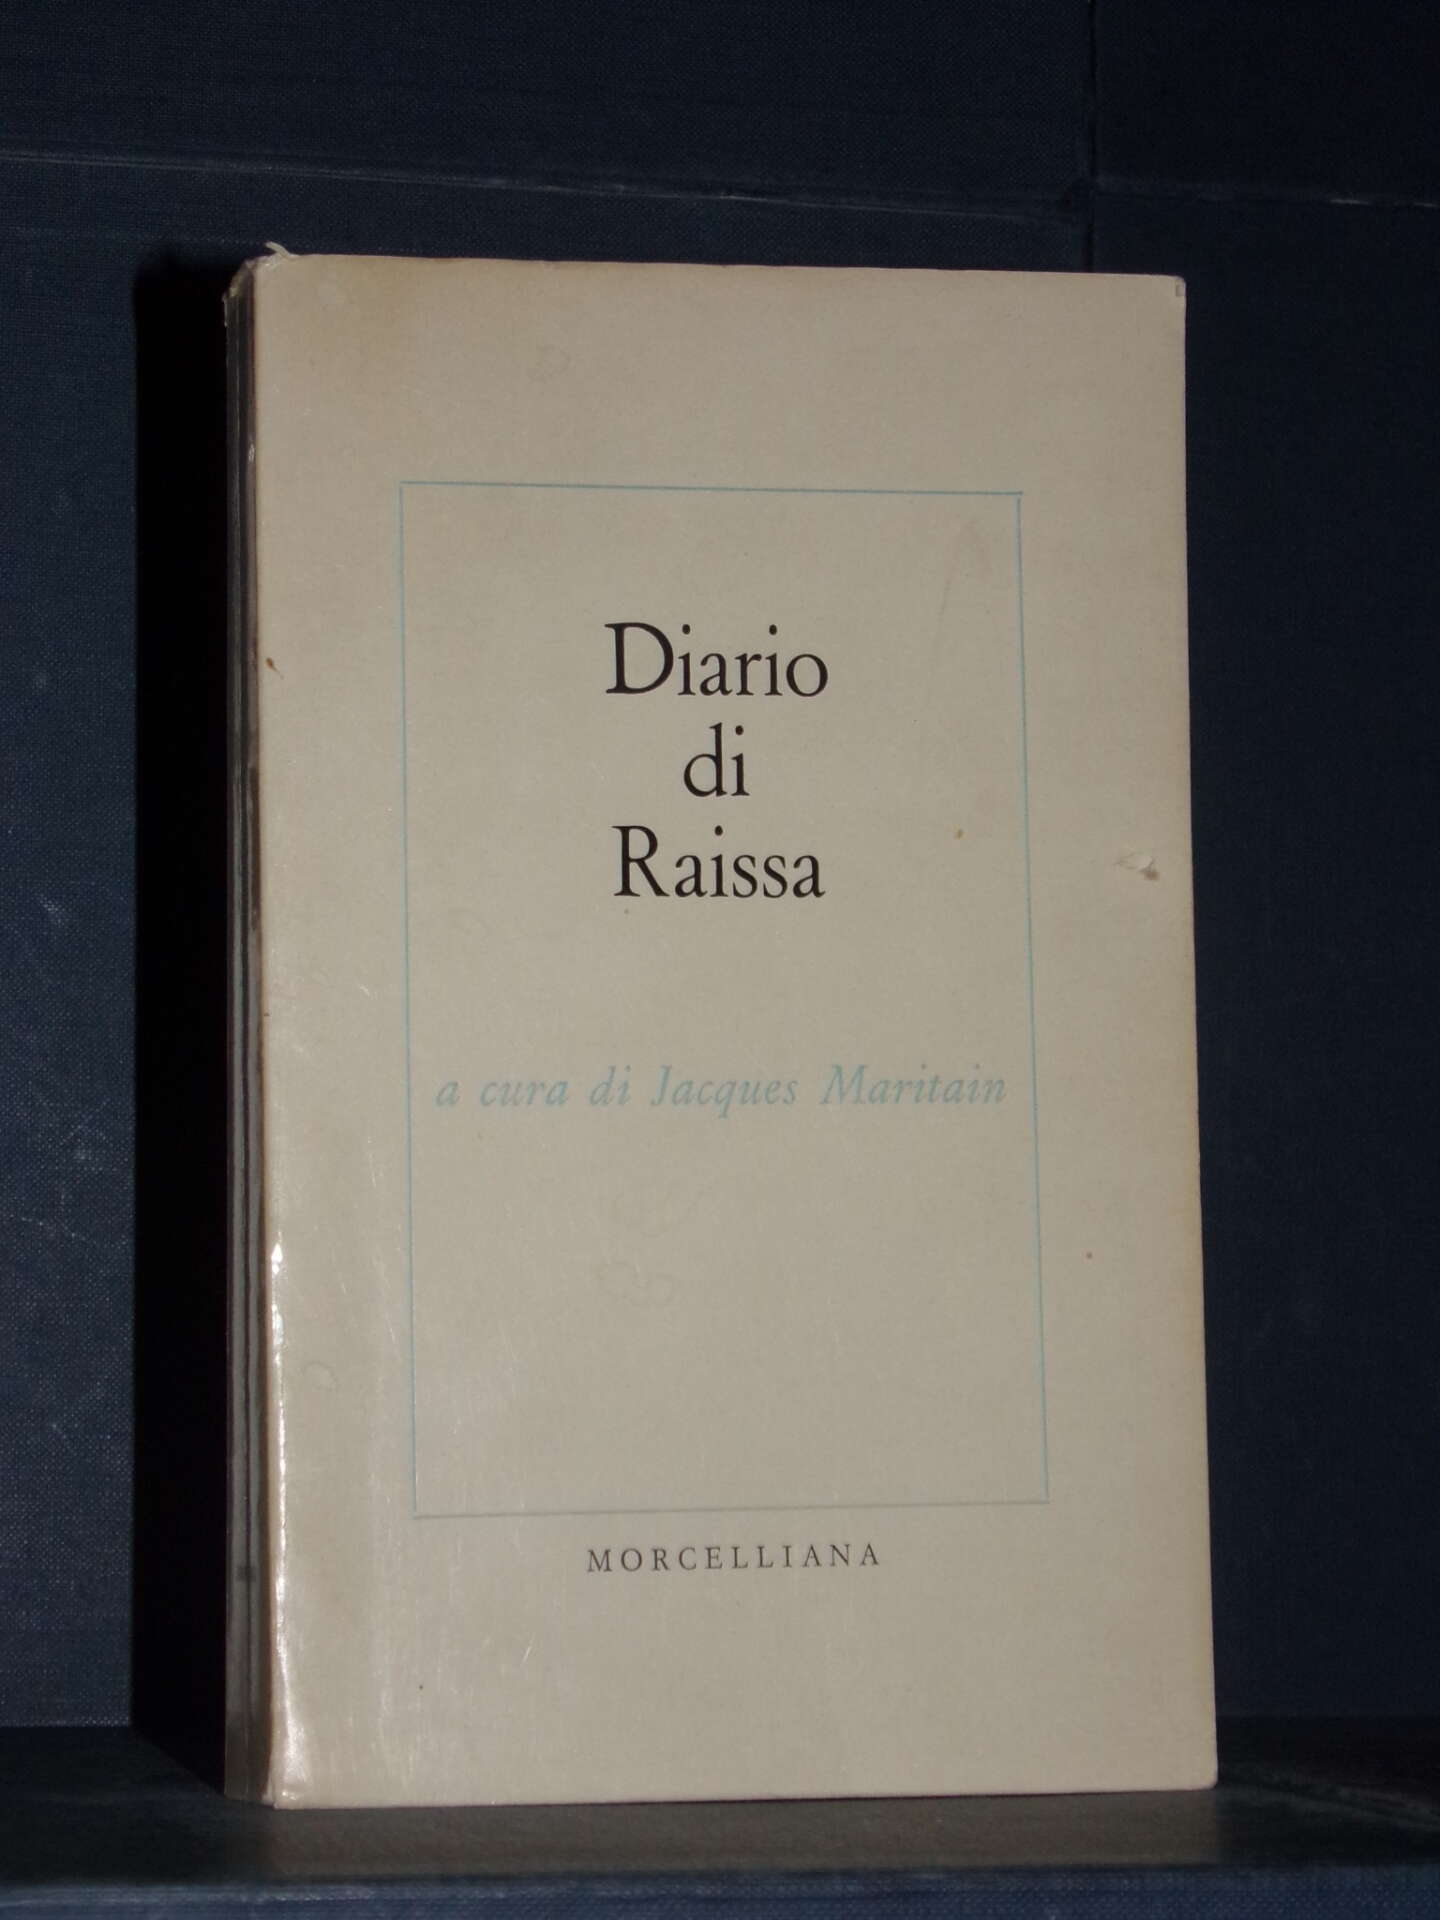 Diario
di
Raissa
a cura di Jacques Maritain
MORCELLIANA